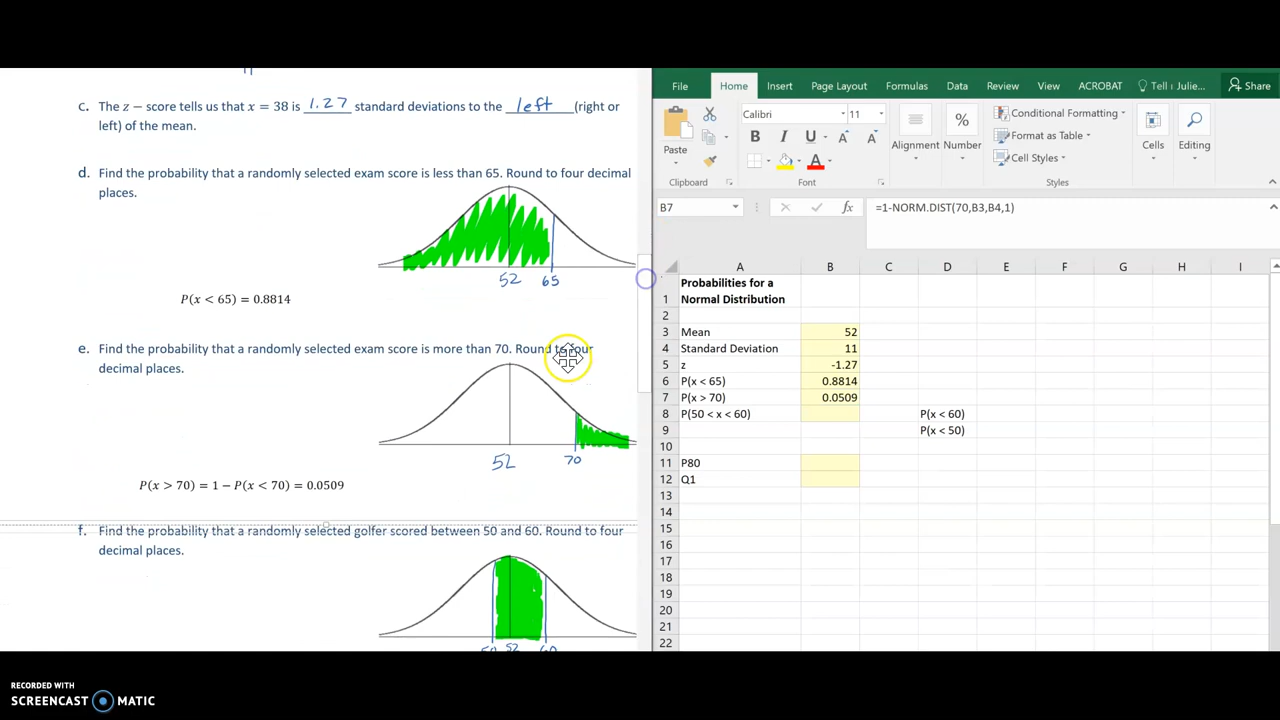 c. The z − score tells us that x = 38 is 1.27 standard deviations to the left (right or
left) of the mean.
d. Find the probability that a randomly selected exam score is less than 65. Round to four decimal
places.
52 65
P(x < 65) = 0.8814
e. Find the probability that a randomly selected exam score is more than 70. Round to four
decimal places.
52 70
P(x > 70) = 1 − P(x < 70) = 0.0509
f. Find the probability that a randomly selected golfer scored between 50 and 60. Round to four
decimal places.
50 52 60
File Home Insert Page Layout Formulas Data Review View ACROBAT Tell Julie... Share
Paste
Clipboard
Calibri 11
B I U A A
A
Font
Alignment
%
Number
Conditional Formatting
Format as Table
Cell Styles
Styles
Cells
Editing
B7 fx =1-NORM.DIST(70,B3,B4,1)
A B C D E F G H I
1 Probabilities for a
Normal Distribution
2
3 Mean 52
4 Standard Deviation 11
5 z -1.27
6 P(x < 65) 0.8814
7 P(x > 70) 0.0509
8 P(50 < x < 60) P(x < 60)
9 P(x < 50)
10
11 P80
12 Q1
13
14
15
16
17
18
19
20
21
22
RECORDED WITH
SCREENCAST MATIC